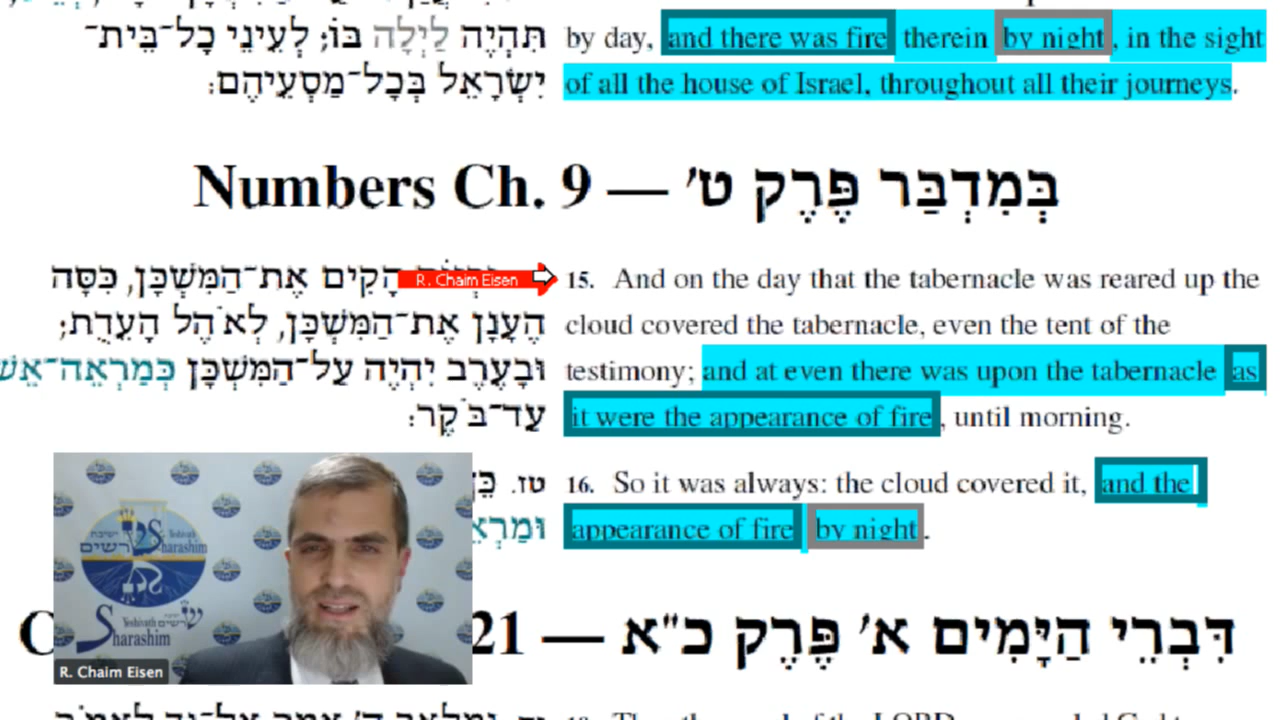 תִּהְיֶה לַיְלָה בּוֹ; לְעֵינֵי כָל־בֵּית־
יִשְׂרָאֵל בְּכָל־מַסְעֵיהֶם:
by day, and there was fire therein by night, in the sight
of all the house of Israel, throughout all their journeys.
Numbers Ch. 9 — בְּמִדְבַּר פֶּרֶק ט׳
הָקִים אֶת־הַמִּשְׁכָּן, כִּסָּה
הֶעָנָן אֶת־הַמִּשְׁכָּן, לְאֹהֶל הָעֵדֻת;
וּבָעֶרֶב יִהְיֶה עַל־הַמִּשְׁכָּן כְּמַרְאֵה־אֵשׁ
עַד־בֹּקֶר:
R. Chaim Eisen
15. And on the day that the tabernacle was reared up the
cloud covered the tabernacle, even the tent of the
testimony; and at even there was upon the tabernacle as
it were the appearance of fire, until morning.
טז.
16. So it was always: the cloud covered it, and the
appearance of fire by night.
21 — דִּבְרֵי הַיָּמִים א׳ פֶּרֶק כ"א
ישיבת
שרשים
Yeshivath
Sharashim
Yeshivath
Sharashim
R. Chaim Eisen